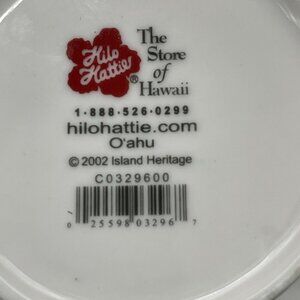 Hilo
Hattie®
The
Store
of
Hawaii
1·888·526·0299
hilohattie.com
O'ahu
© 2002 Island Heritage
C0329600
0 25598 03296 7